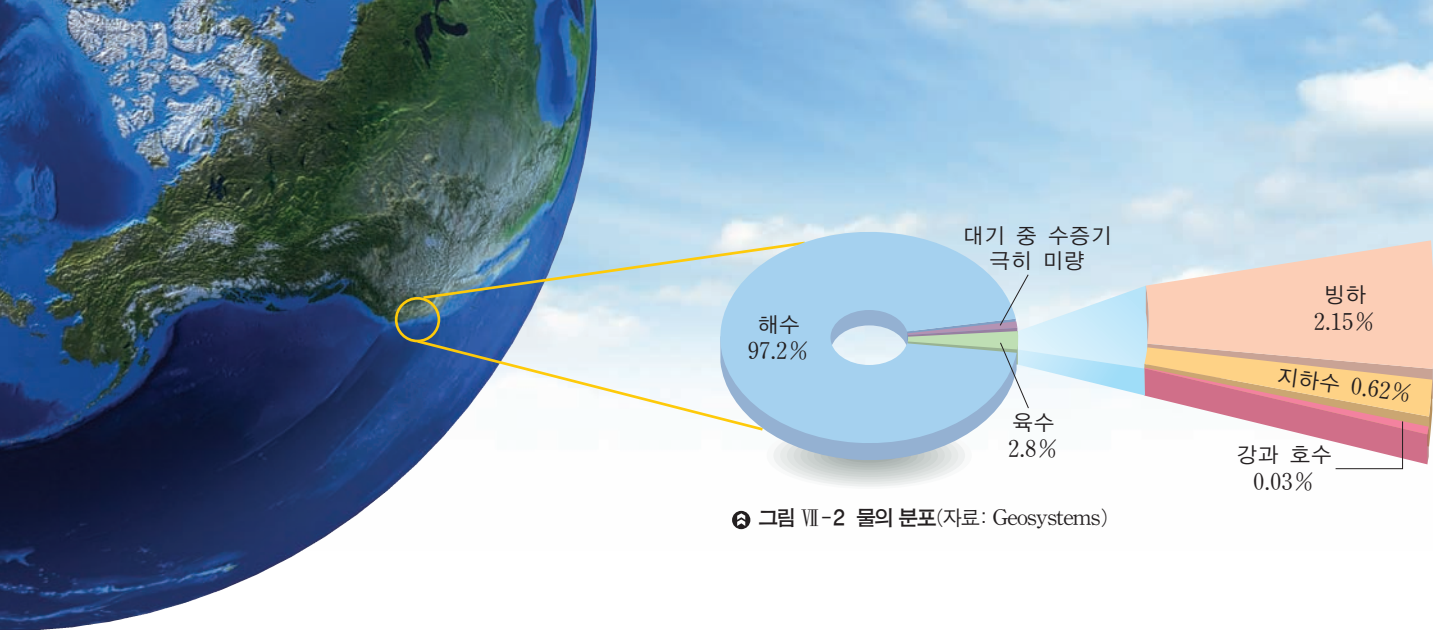 대기 중 수증기
극히 미량
해수
97.2%
육수
2.8%
빙하
2.15%
지하수 0.62%
강과 호수
0.03%
그림 Ⅶ-2 물의 분포(자료: Geosystems)